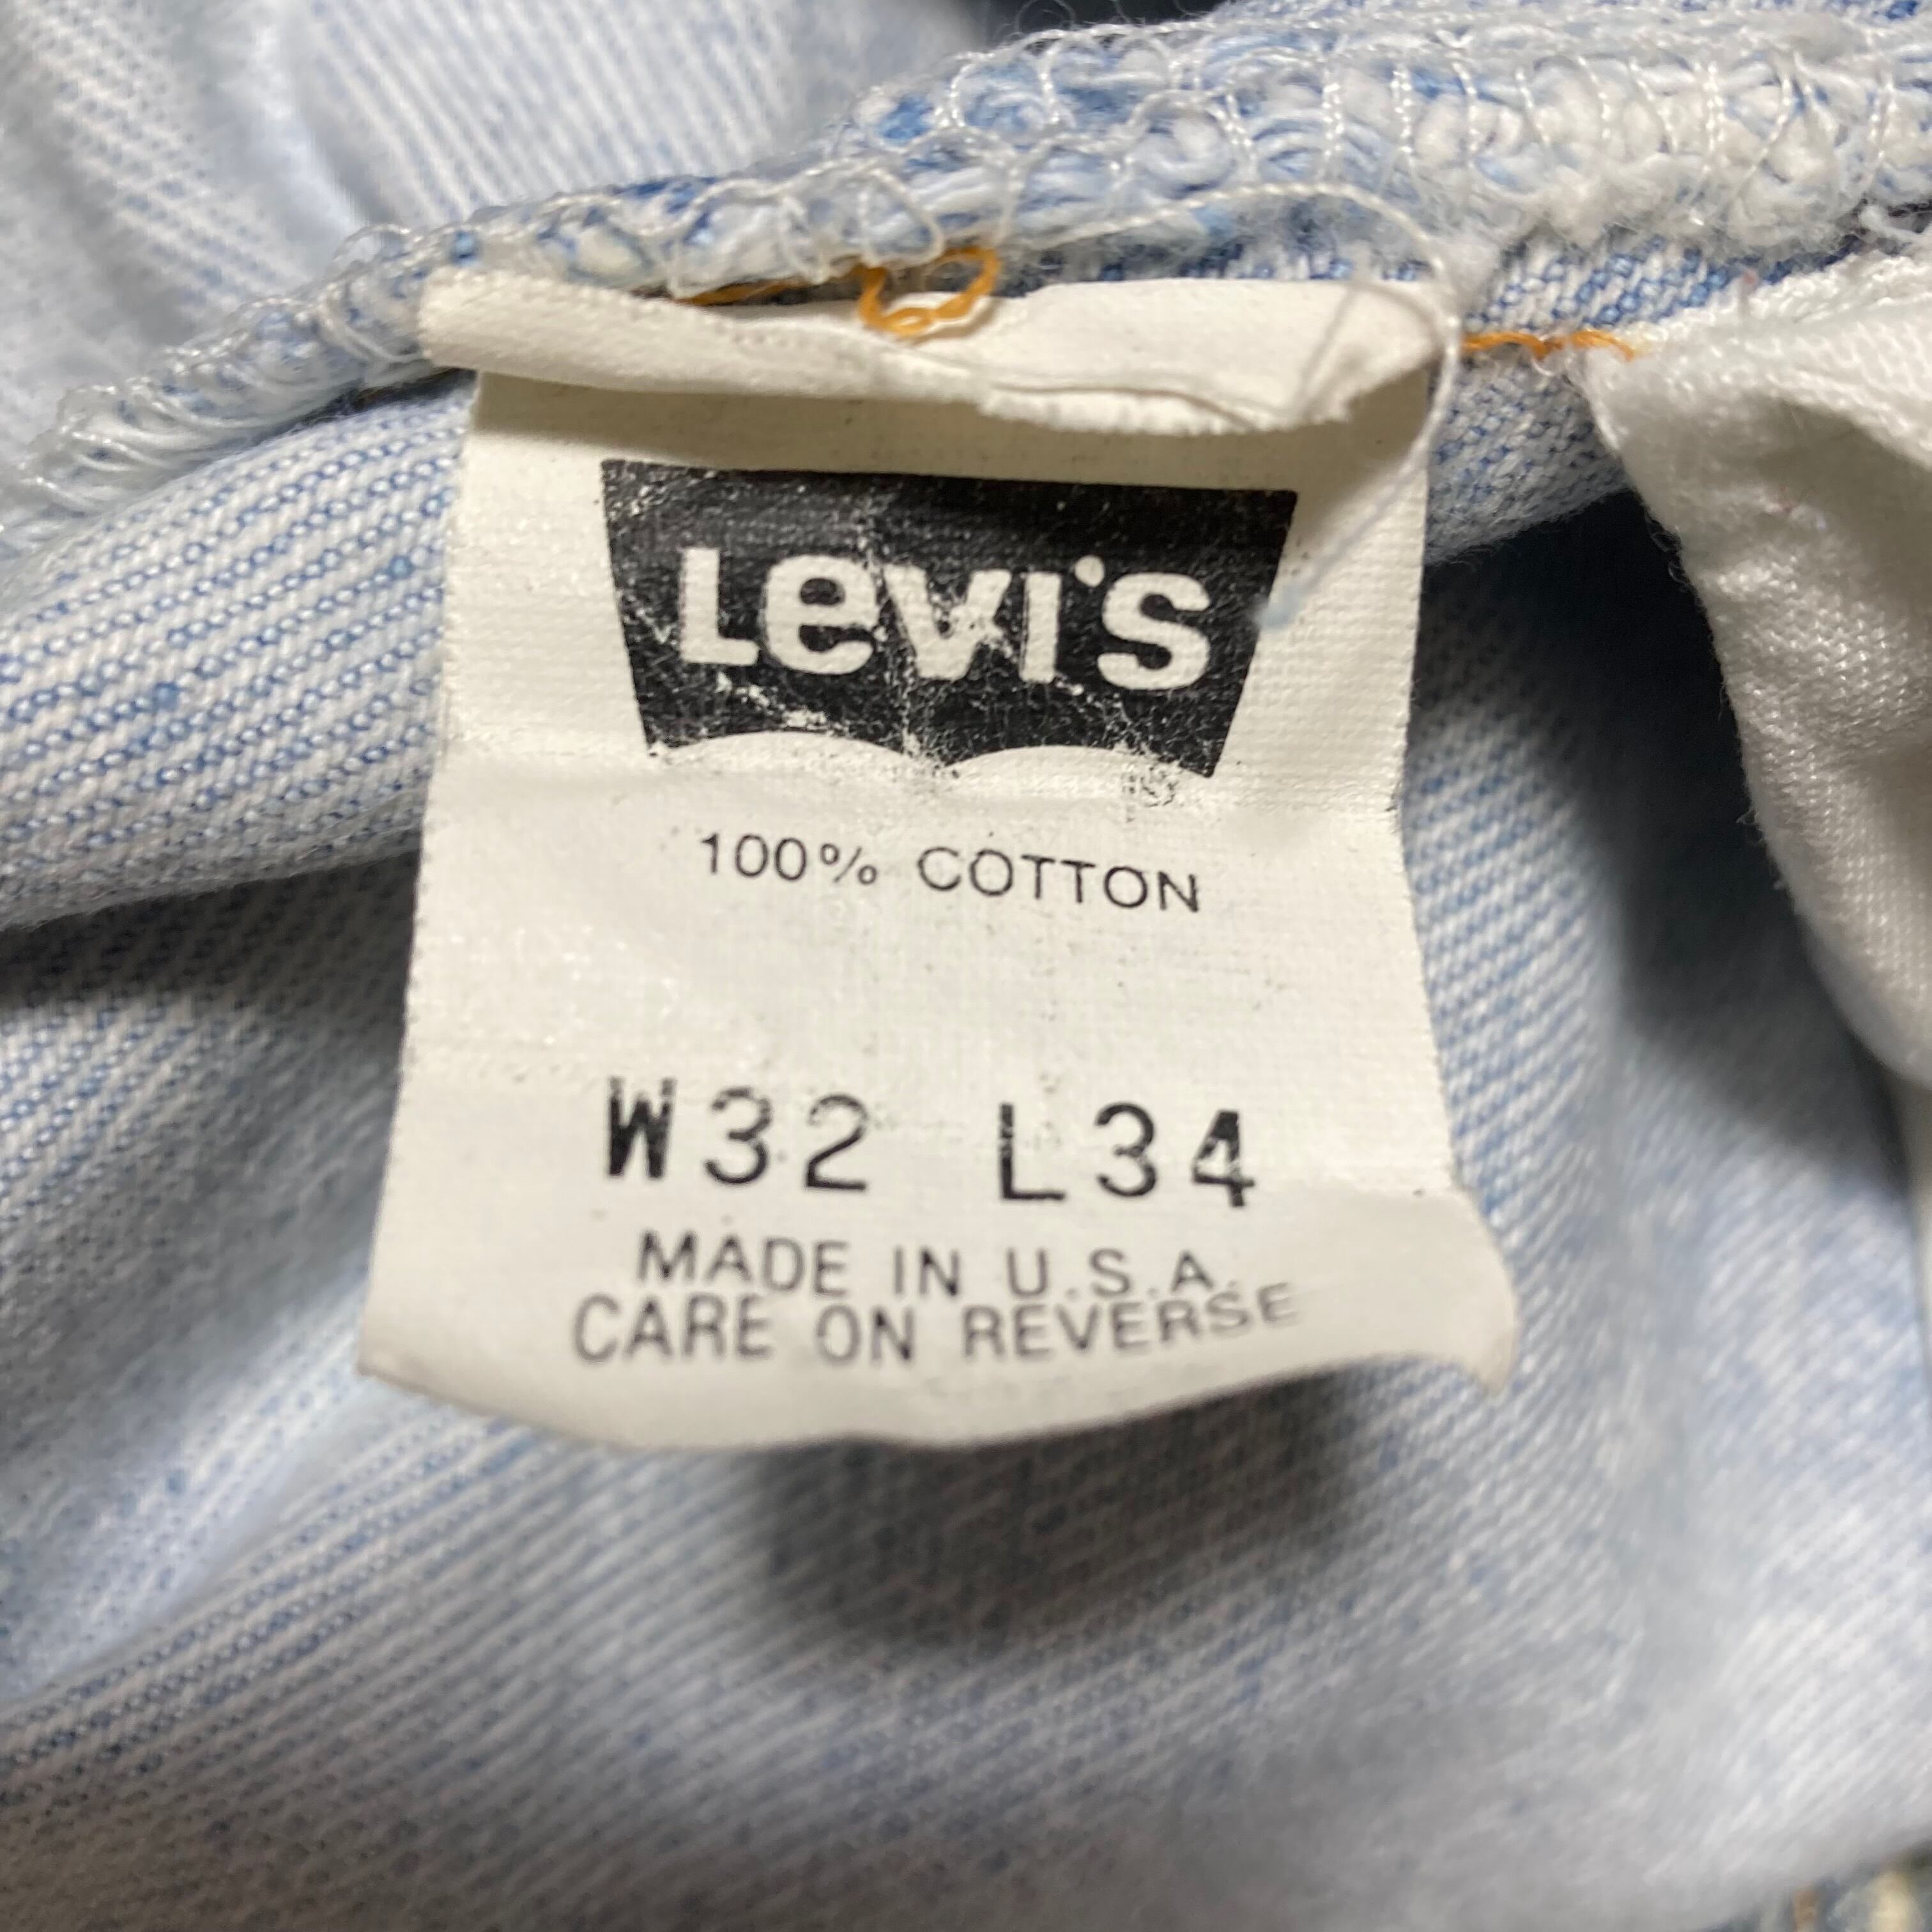 Levi's
®
100% COTTON
W32 L34
MADE IN U.S.A.
CARE ON REVERSE